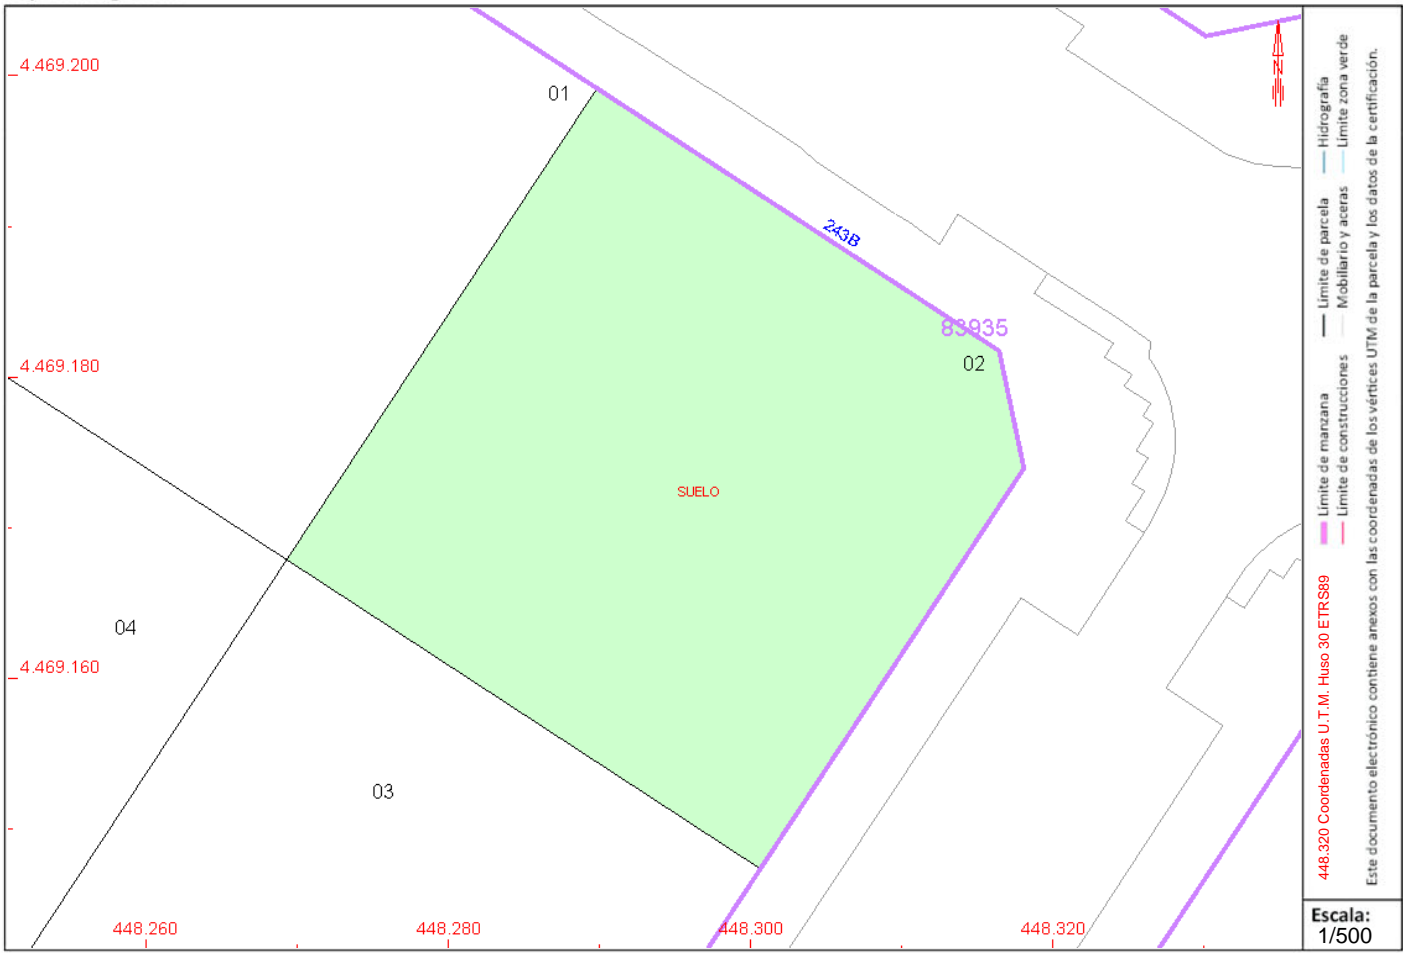 4.469.200
01
243B
83935
02
4.469.180
SUELO
04
4.469.160
03
448.260
448.280
448.300
448.320
N
448.320 Coordenadas U.T.M. Huso 30 ETRS89
Límite de manzana
Límite de parcela
Hidrografía
Límite de construcciones
Mobiliario y aceras
Límite zona verde
Este documento electrónico contiene anexos con las coordenadas de los vértices UTM de la parcela y los datos de la certificación.
Escala:
1/500